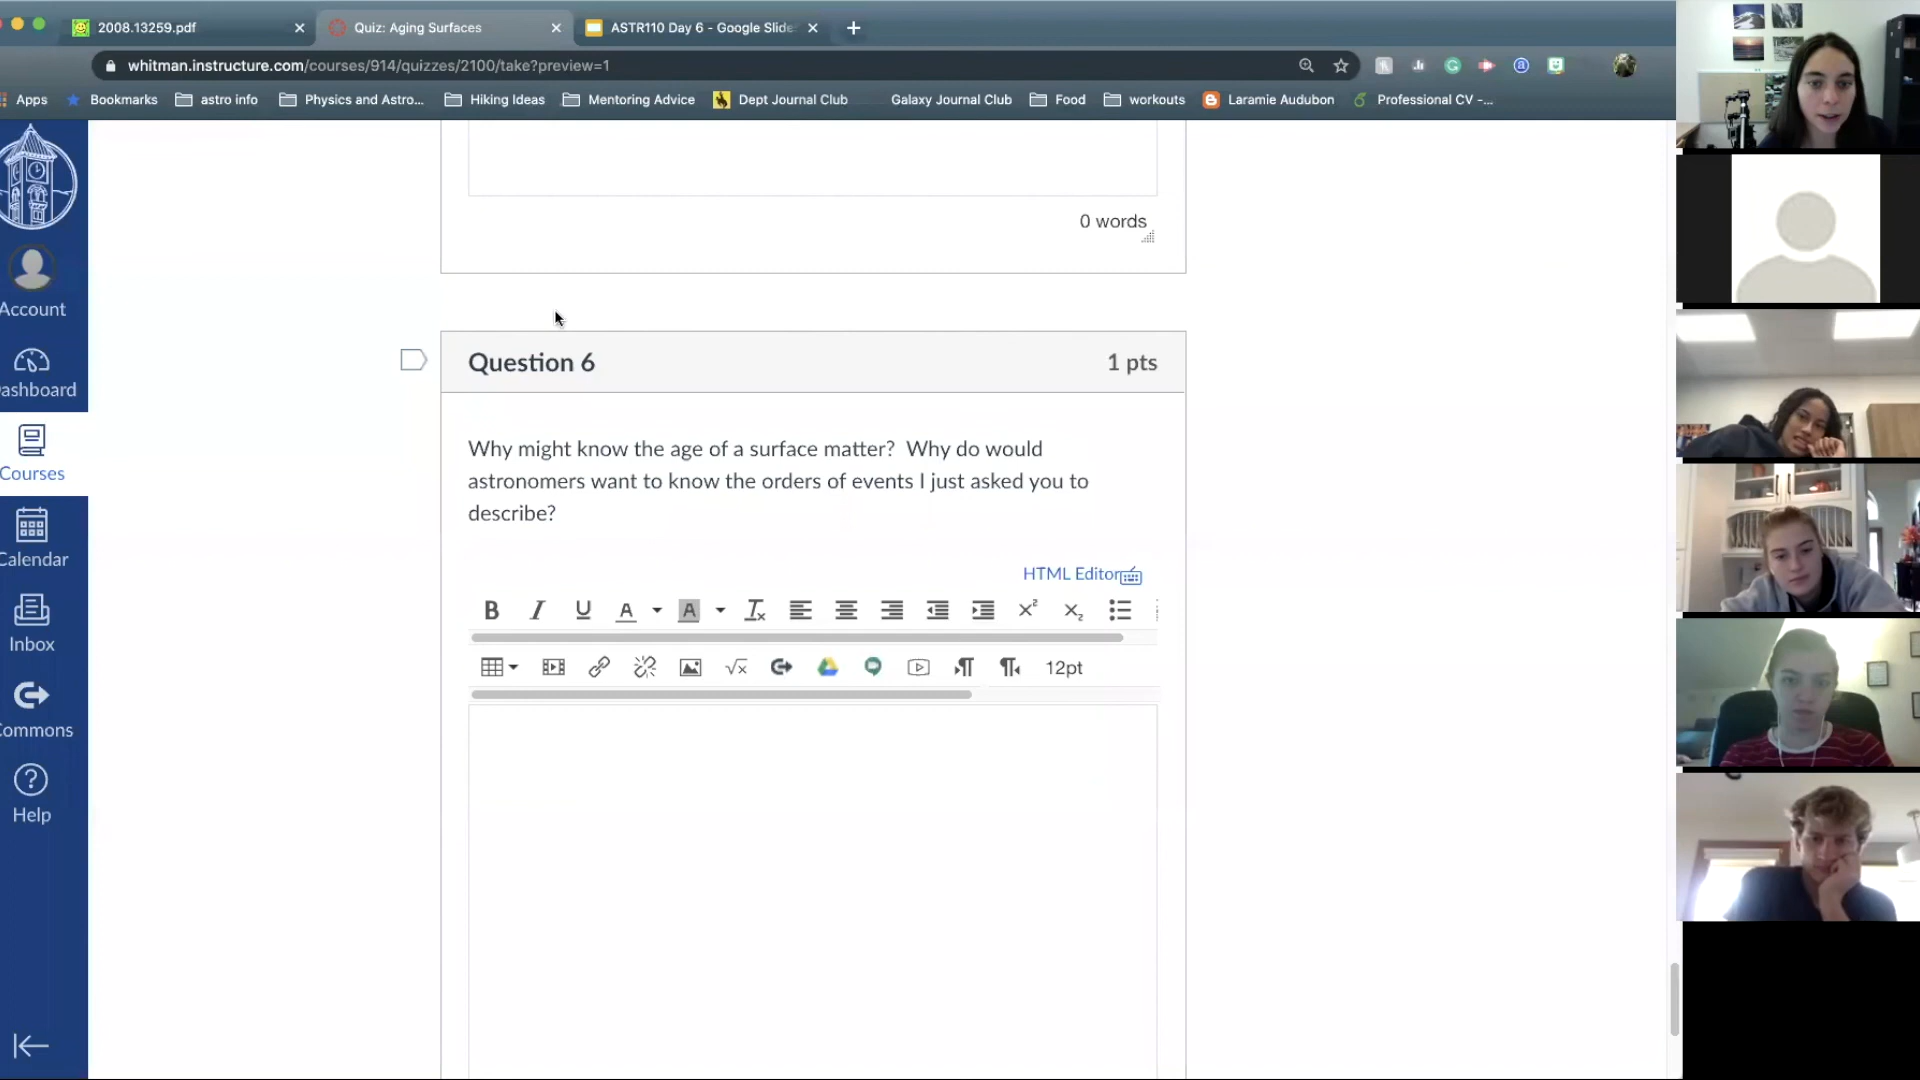 2008.13259.pdf
Quiz: Aging Surfaces
ASTR110 Day 6 - Google Slide
whitman.instructure.com/courses/914/quizzes/2100/take?preview=1
Apps
Bookmarks
astro info
Physics and Astro...
Hiking Ideas
Mentoring Advice
Dept Journal Club
Galaxy Journal Club
Food
workouts
Laramie Audubon
Professional CV -...
Account
ashboard
Courses
Calendar
Inbox
ommons
Help
0 words
Question 6
1 pts
Why might know the age of a surface matter? Why do would
astronomers want to know the orders of events I just asked you to
describe?
HTML Editor
12pt